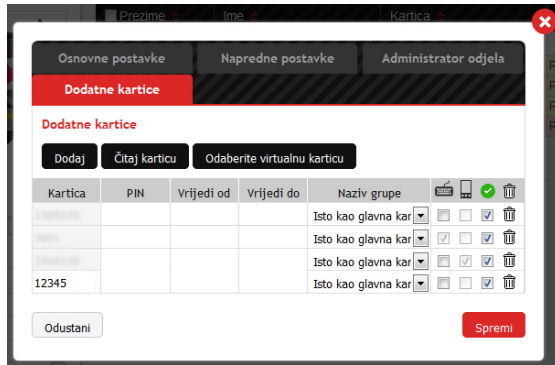 Prezime Ime Kartica
Osnovne postavke Napredne postavke Administrator odjela
Dodatne kartice
Dodatne kartice
Dodaj Čitaj karticu Odaberite virtualnu karticu
Kartica PIN Vrijedi od Vrijedi do Naziv grupe
Isto kao glavna kar
Isto kao glavna kar
Isto kao glavna kar
12345 Isto kao glavna kar
Odustani Spremi